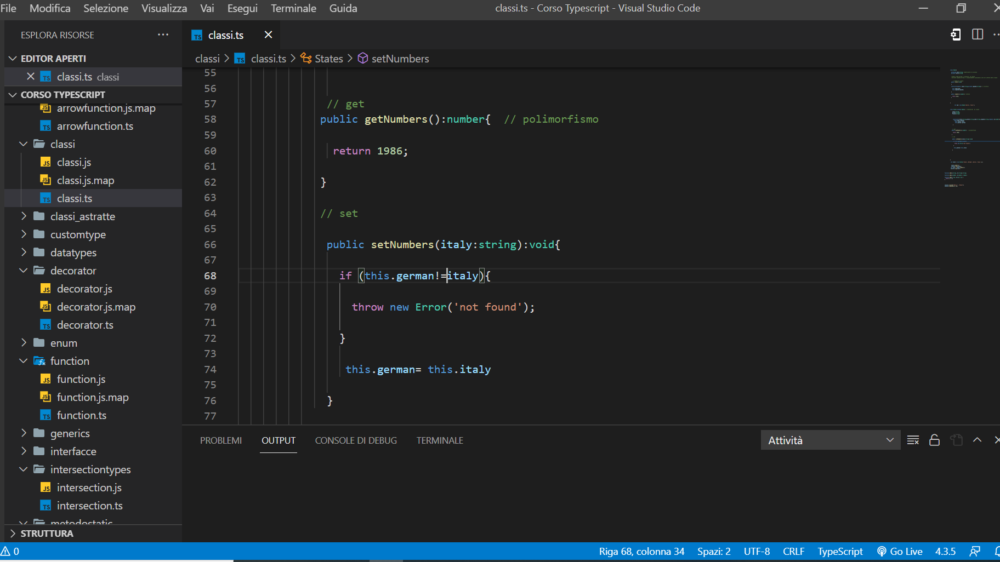 File Modifica Selezione Visualizza Vai Esegui Terminale Guida
classi.ts - Corso Typescript - Visual Studio Code
ESPLORA RISORSE
EDITOR APERTI
classi.ts classi
CORSO TYPESCRIPT
arrowfunction.js.map
arrowfunction.ts
classi
classi.js
classi.js.map
classi.ts
classi_astratte
customtype
datatypes
decorator
decorator.js
decorator.js.map
decorator.ts
enum
function
function.js
function.js.map
function.ts
generics
interfacce
intersectiontypes
intersection.js
intersection.ts
metodostatic
STRUTTURA
classi.ts
classi > classi.ts > States > setNumbers
55
56
57 // get
58 public getNumbers():number{ // polimorfismo
59
60 return 1986;
61
62 }
63
64 // set
65
66 public setNumbers(italy:string):void{
67
68 if (this.german!=italy){
69
70 throw new Error('not found');
71
72 }
73
74 this.german= this.italy
75
76 }
77
PROBLEMI OUTPUT CONSOLE DI DEBUG TERMINALE
Attività
0
Riga 68, colonna 34 Spazi: 2 UTF-8 CRLF TypeScript Go Live 4.3.5